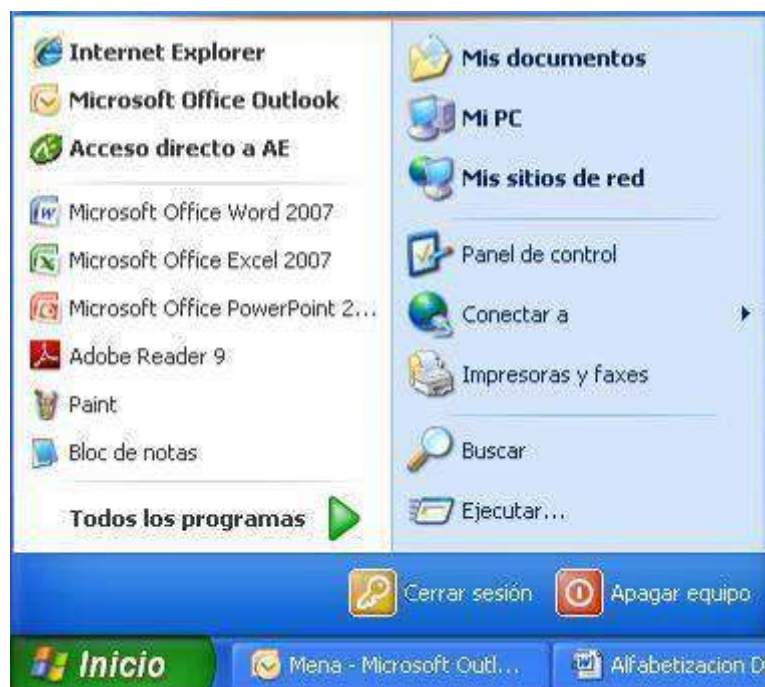 Internet Explorer
Microsoft Office Outlook
Acceso directo a AE
Microsoft Office Word 2007
Microsoft Office Excel 2007
Microsoft Office PowerPoint 2...
Adobe Reader 9
Paint
Bloc de notas
Todos los programas
Mis documentos
Mi PC
Mis sitios de red
Panel de control
Conectar a
Impresoras y faxes
Buscar
Ejecutar...
Cerrar sesión
Apagar equipo
Inicio
Mena - Microsoft Outl...
Alfabetizacion D